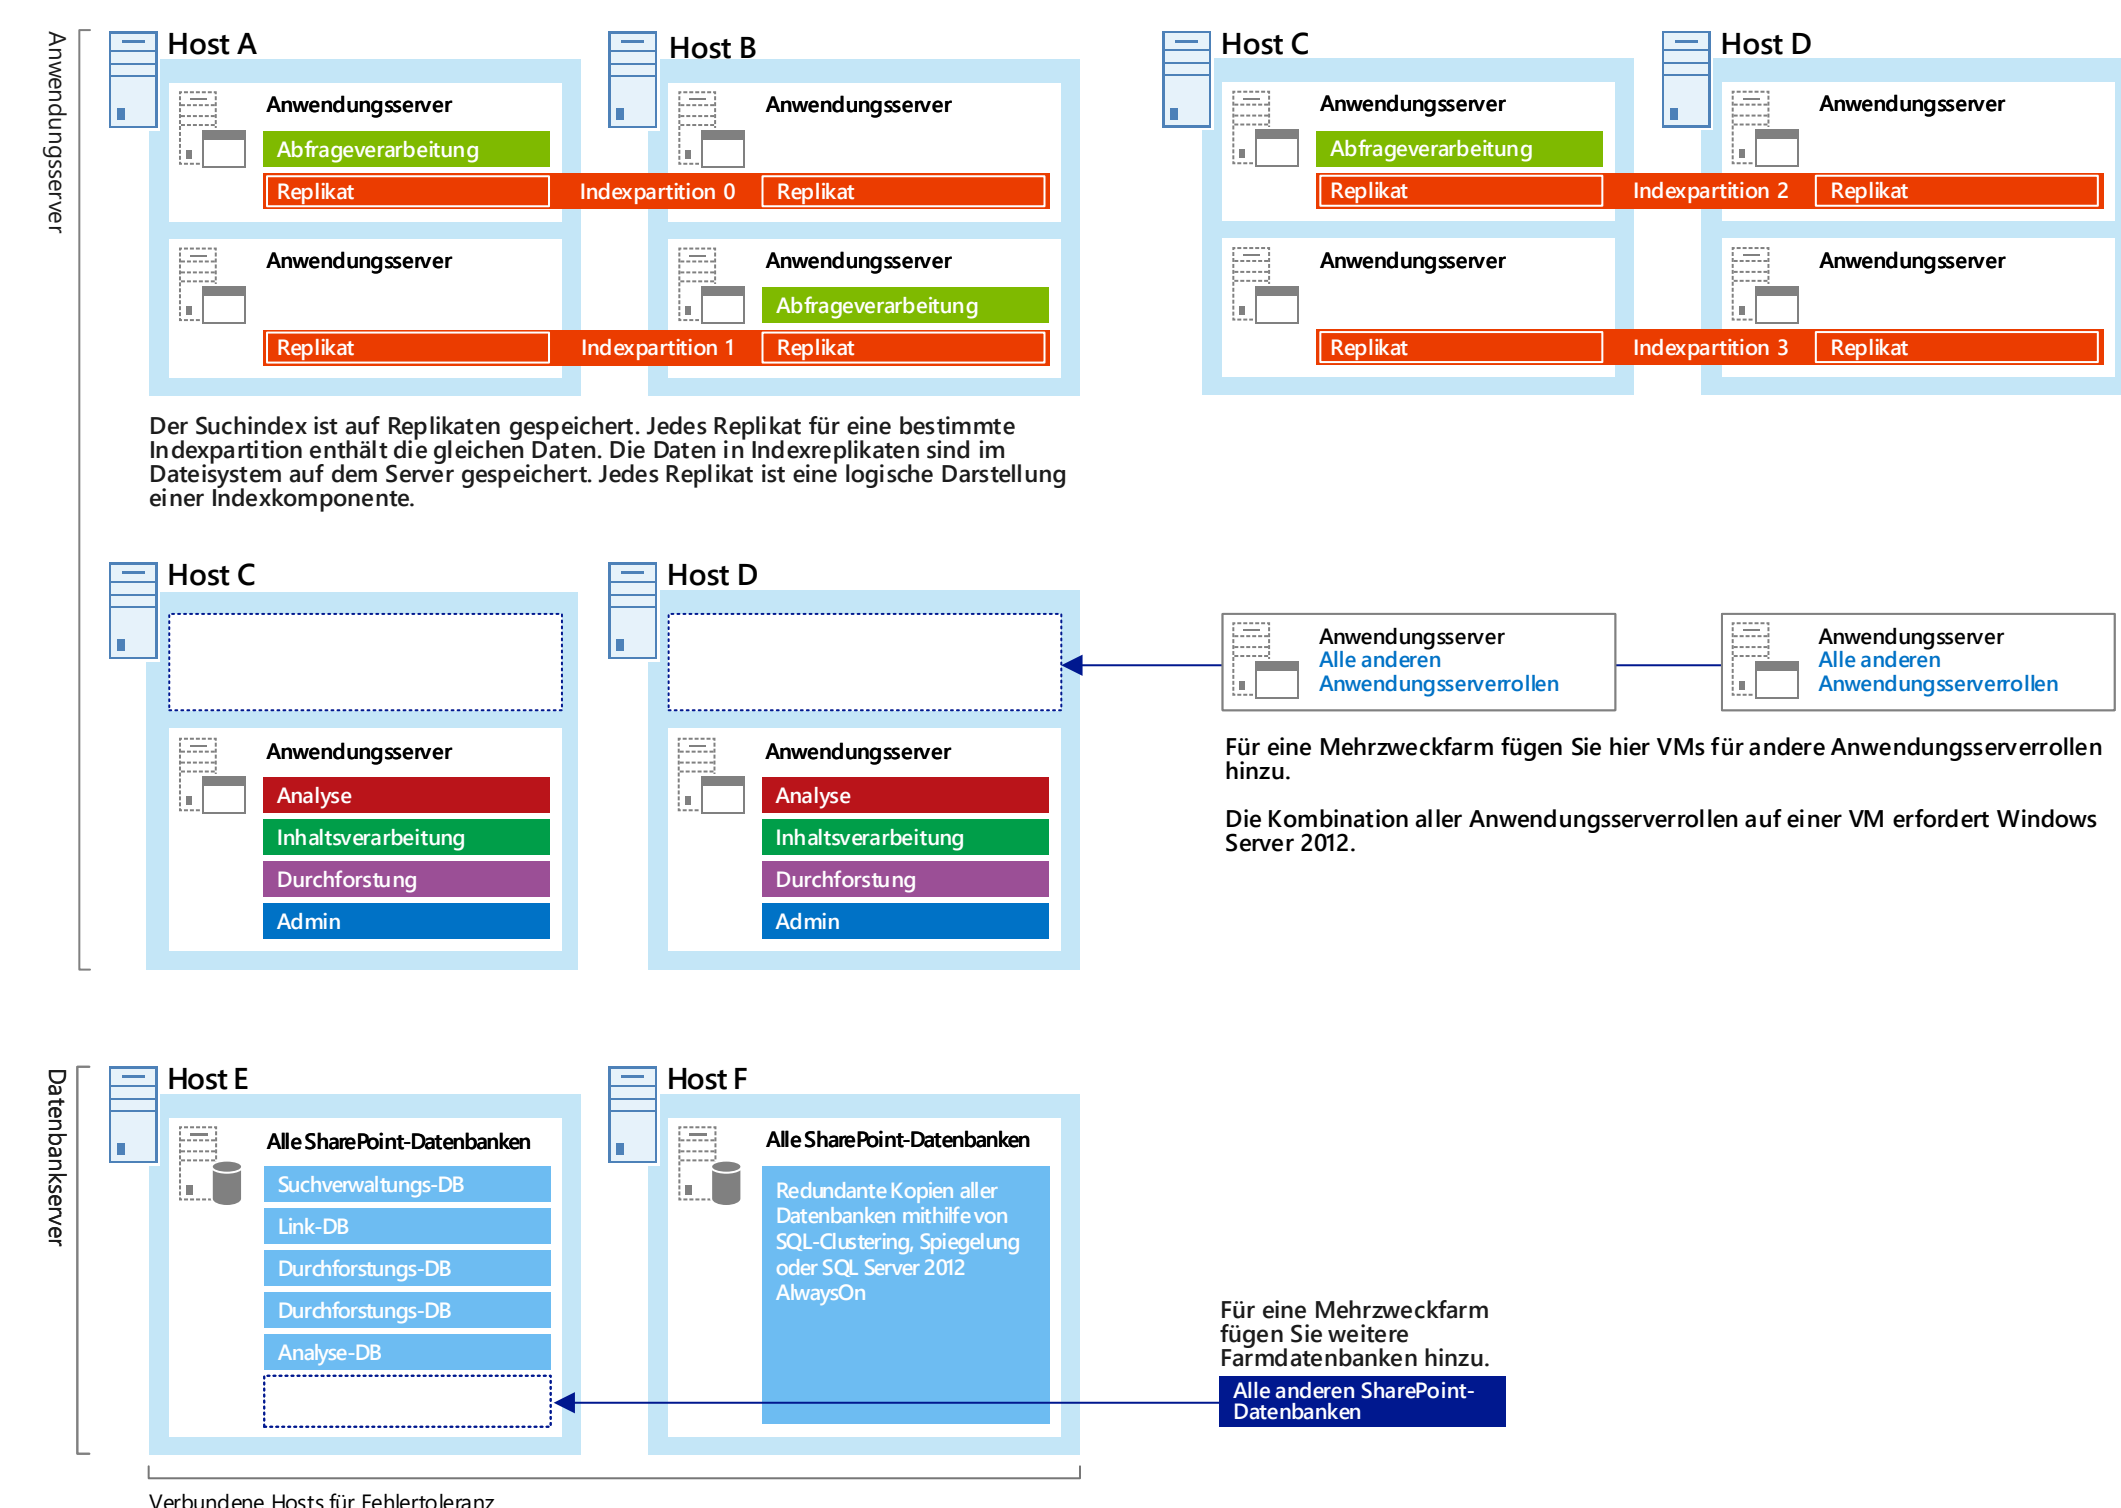 Anwendungsserver
Host A
Host B
Host C
Host D
Anwendungsserver
Abfrageverarbeitung
Anwendungsserver
Anwendungsserver
Abfrageverarbeitung
Anwendungsserver
Replikat
Indexpartition 0
Replikat
Replikat
Indexpartition 2
Replikat
Anwendungsserver
Anwendungsserver
Abfrageverarbeitung
Anwendungsserver
Anwendungsserver
Replikat
Indexpartition 1
Replikat
Replikat
Indexpartition 3
Replikat
Der Suchindex ist auf Replikaten gespeichert. Jedes Replikat für eine bestimmte
Indexpartition enthält die gleichen Daten. Die Daten in Indexreplikaten sind im
Dateisystem auf dem Server gespeichert. Jedes Replikat ist eine logische Darstellung
einer Indexkomponente.
Host C
Host D
Anwendungsserver
Alle anderen
Anwendungsserverrollen
Anwendungsserver
Alle anderen
Anwendungsserverrollen
Für eine Mehrzweckfarm fügen Sie hier VMs für andere Anwendungsserverrollen
hinzu.
Die Kombination aller Anwendungsserverrollen auf einer VM erfordert Windows
Server 2012.
Anwendungsserver
Analyse
Inhaltsverarbeitung
Durchforstung
Admin
Anwendungsserver
Analyse
Inhaltsverarbeitung
Durchforstung
Admin
Datenbankserver
Host E
Host F
Alle SharePoint-Datenbanken
Suchverwaltungs-DB
Link-DB
Durchforstungs-DB
Durchforstungs-DB
Analyse-DB
Alle SharePoint-Datenbanken
Redundante Kopien aller
Datenbanken mithilfe von
SQL-Clustering, Spiegelung
oder SQL Server 2012
AlwaysOn
Für eine Mehrzweckfarm
fügen Sie weitere
Farmdatenbanken hinzu.
Alle anderen SharePoint-
Datenbanken
Verbundene Hosts für Fehlertoleranz